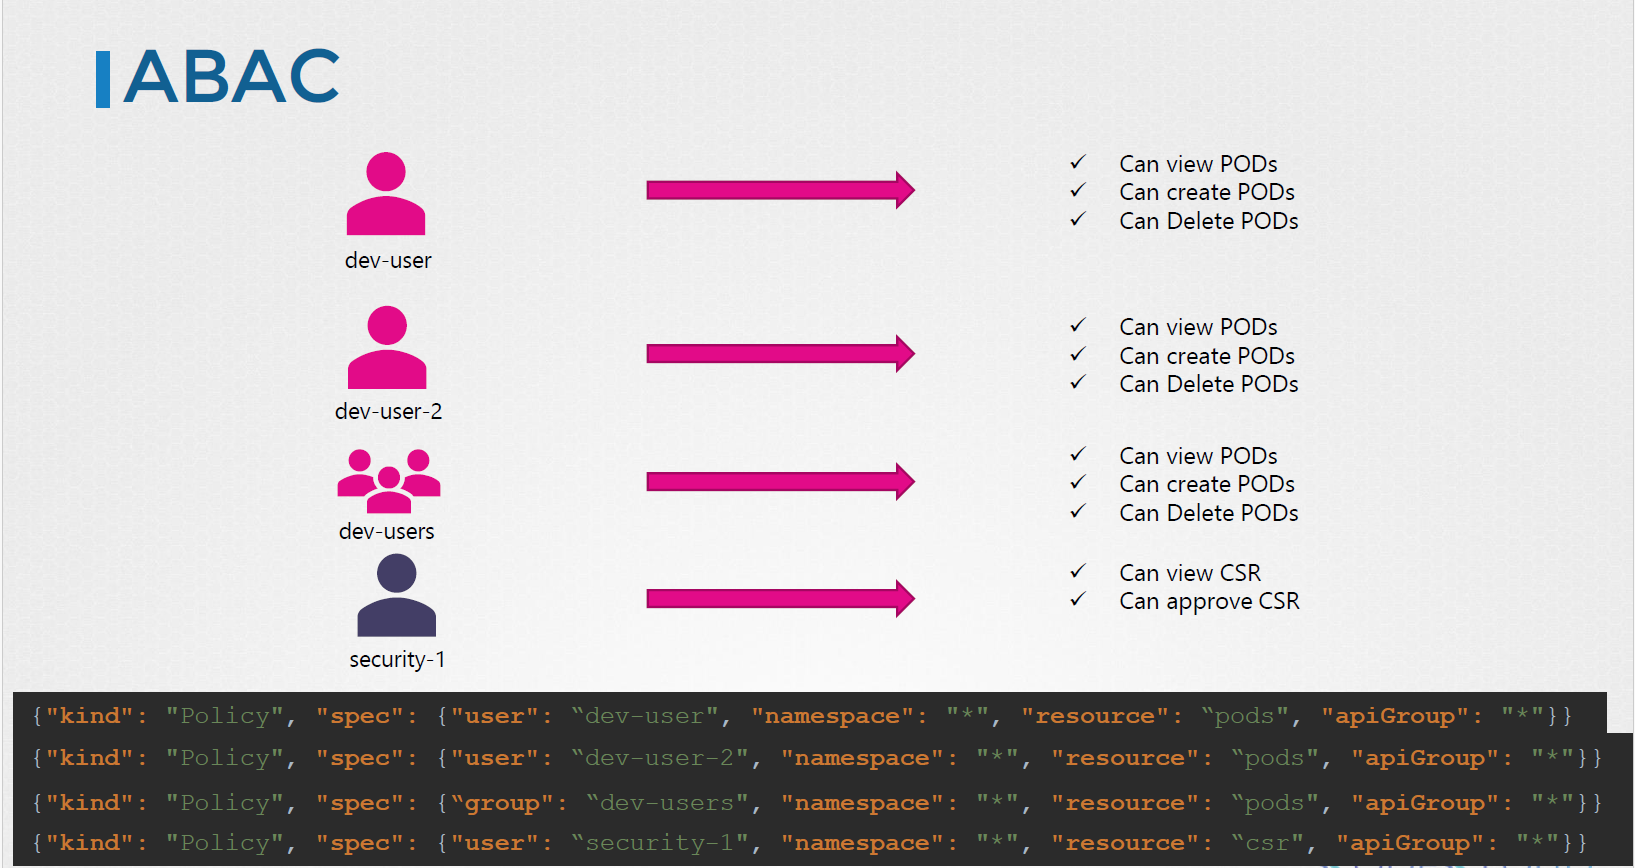 ABAC
✓ Can view PODs
✓ Can create PODs
✓ Can Delete PODs
dev-user
✓ Can view PODs
✓ Can create PODs
✓ Can Delete PODs
dev-user-2
✓ Can view PODs
✓ Can create PODs
✓ Can Delete PODs
dev-users
✓ Can view CSR
✓ Can approve CSR
security-1
{"kind": "Policy", "spec": {"user": “dev-user", "namespace": "*", "resource": “pods", "apiGroup": "*"}}
{"kind": "Policy", "spec": {"user": “dev-user-2", "namespace": "*", "resource": “pods", "apiGroup": "*"}}
{"kind": "Policy", "spec": {“group": “dev-users", "namespace": "*", "resource": “pods", "apiGroup": "*"}}
{"kind": "Policy", "spec": {"user": “security-1", "namespace": "*", "resource": “csr", "apiGroup": "*"}}